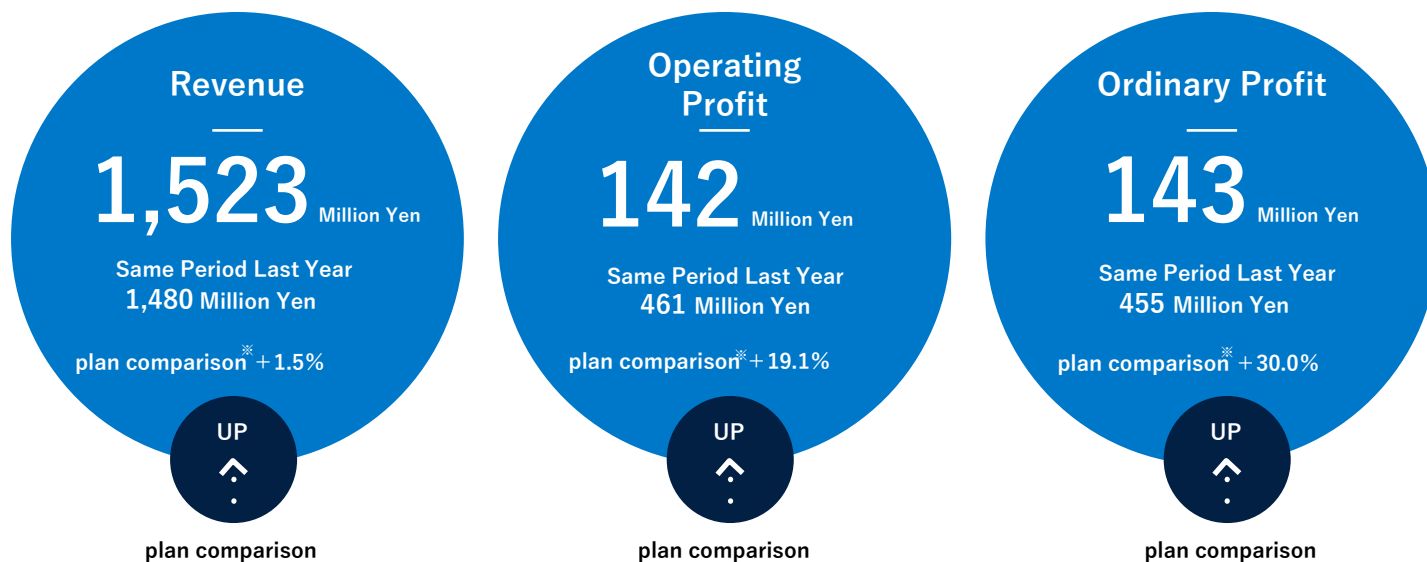 Revenue
1,523 Million Yen
Same Period Last Year
1,480 Million Yen
plan comparison※+1.5%
UP
plan comparison
Operating
Profit
142 Million Yen
Same Period Last Year
461 Million Yen
plan comparison※+19.1%
UP
plan comparison
Ordinary Profit
143 Million Yen
Same Period Last Year
455 Million Yen
plan comparison※+30.0%
UP
plan comparison